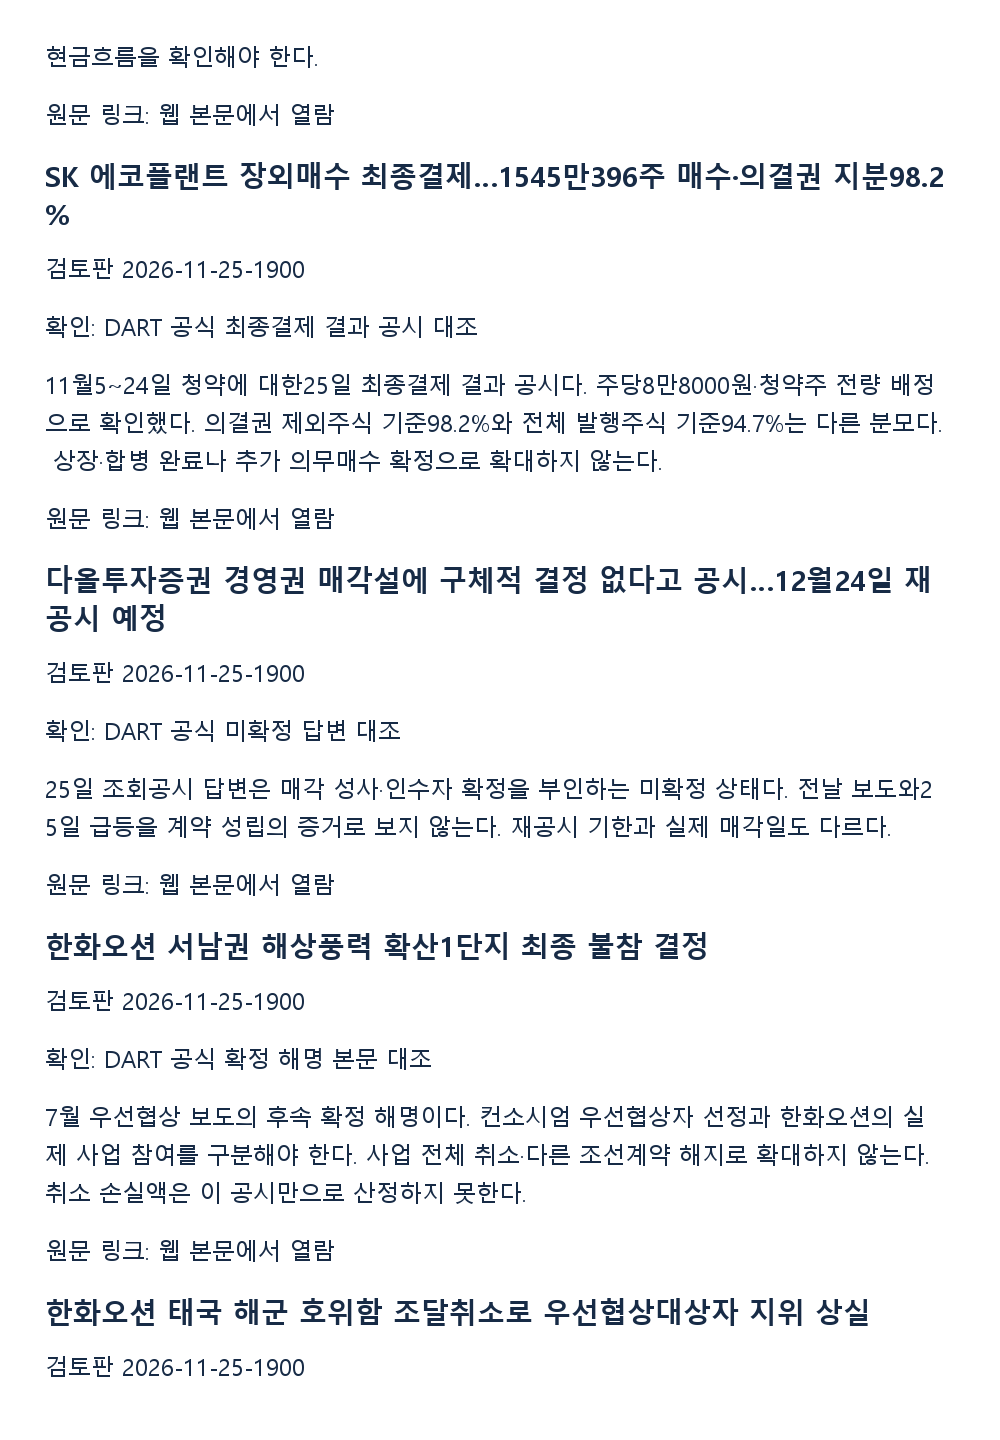 현금흐름을 확인해야 한다.
원문 링크: 웹 본문에서 열람
SK 에코플랜트 장외매수 최종결제…1545만396주 매수·의결권 지분98.2
%
검토판 2026-11-25-1900
확인: DART 공식 최종결제 결과 공시 대조
11월5~24일 청약에 대한25일 최종결제 결과 공시다. 주당8만8000원·청약주 전량 배정
으로 확인했다. 의결권 제외주식 기준98.2%와 전체 발행주식 기준94.7%는 다른 분모다.
상장·합병 완료나 추가 의무매수 확정으로 확대하지 않는다.
원문 링크: 웹 본문에서 열람
다올투자증권 경영권 매각설에 구체적 결정 없다고 공시…12월24일 재
공시 예정
검토판 2026-11-25-1900
확인: DART 공식 미확정 답변 대조
25일 조회공시 답변은 매각 성사·인수자 확정을 부인하는 미확정 상태다. 전날 보도와2
5일 급등을 계약 성립의 증거로 보지 않는다. 재공시 기한과 실제 매각일도 다르다.
원문 링크: 웹 본문에서 열람
한화오션 서남권 해상풍력 확산1단지 최종 불참 결정
검토판 2026-11-25-1900
확인: DART 공식 확정 해명 본문 대조
7월 우선협상 보도의 후속 확정 해명이다. 컨소시엄 우선협상자 선정과 한화오션의 실
제 사업 참여를 구분해야 한다. 사업 전체 취소·다른 조선계약 해지로 확대하지 않는다.
취소 손실액은 이 공시만으로 산정하지 못한다.
원문 링크: 웹 본문에서 열람
한화오션 태국 해군 호위함 조달취소로 우선협상대상자 지위 상실
검토판 2026-11-25-1900